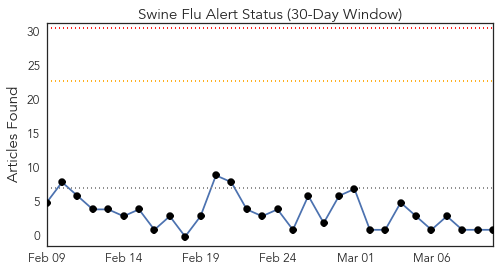 Swine Flu Alert Status (30-Day Window)
Articles Found
30
25
20
15
10
5
0
Feb 09
Feb 14
Feb 19
Feb 24
Mar 01
Mar 06